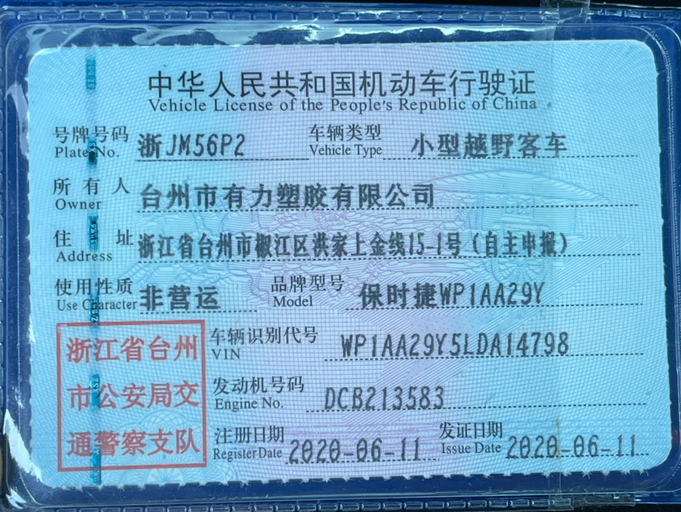 中华人民共和国机动车行驶证
Vehicle License of the People's Republic of China
号牌号码 浙JM56P2 车辆类型 小型越野客车
Plate No. Vehicle Type
所有人 台州市有力塑胶有限公司
Owner
住址 浙江省台州市椒江区洪家上金线15-1号(自主申报)
Address
使用性质 非营运 品牌型号 保时捷WP1AA29Y
Use Character Model
浙江省台州
市公安局交
通警察支队
车辆识别代号 WP1AA29Y5LDA14798
VIN
发动机号码 DCB213583
Engine No.
注册日期 2020-06-11 发证日期 2020-06-11
Register Date Issue Date